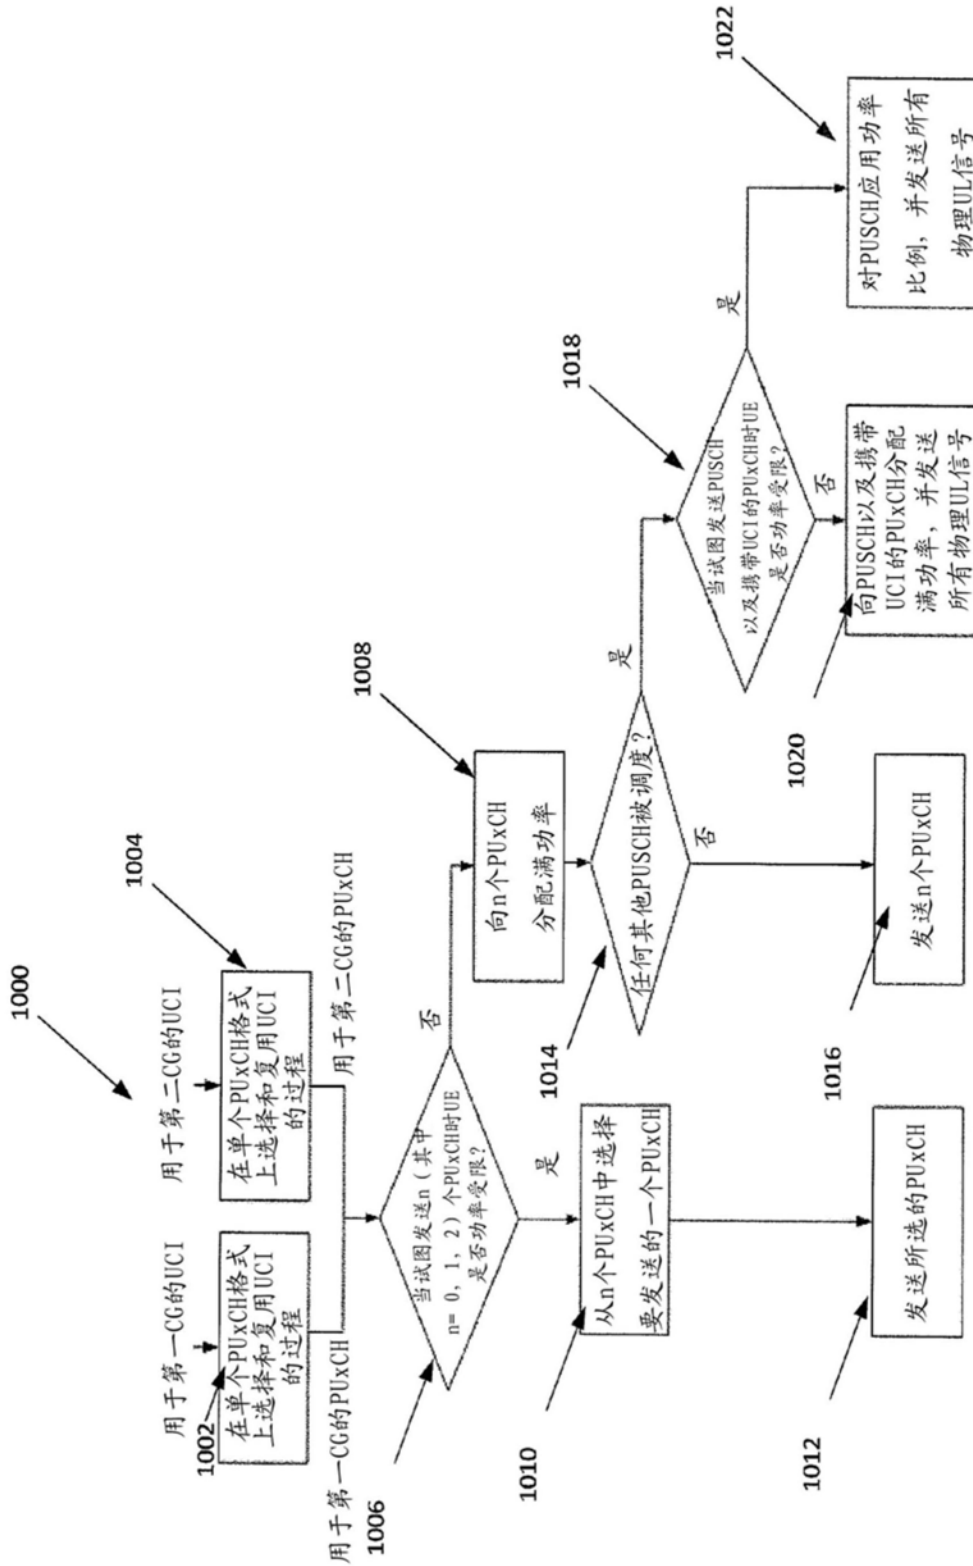 1000
用于第一CG的UCI
用于第二CG的UCI
1002
在单个PUxCH格式
上选择和复用UCI
的过程
1004
在单个PUxCH格式
上选择和复用UCI
的过程
用于第一CG的PUxCH
用于第二CG的PUxCH
1006
当试图发送n（其中
n= 0, 1, 2）个PUxCH时UE
是否功率受限?
否
是
1008
向n个PUxCH
分配满功率
1010
从n个PUxCH中选择
要发送的一个PUxCH
1012
发送所选的PUxCH
1014
任何其他PUSCH被调度?
是
否
1016
发送n个PUxCH
1018
当试图发送PUSCH
以及携带UCI的PUxCH时UE
是否功率受限?
是
否
1020
向PUSCH以及携带
UCI的PUxCH分配
满功率，并发送
所有物理UL信号
1022
对PUSCH应用功率
比例，并发送所有
物理UL信号